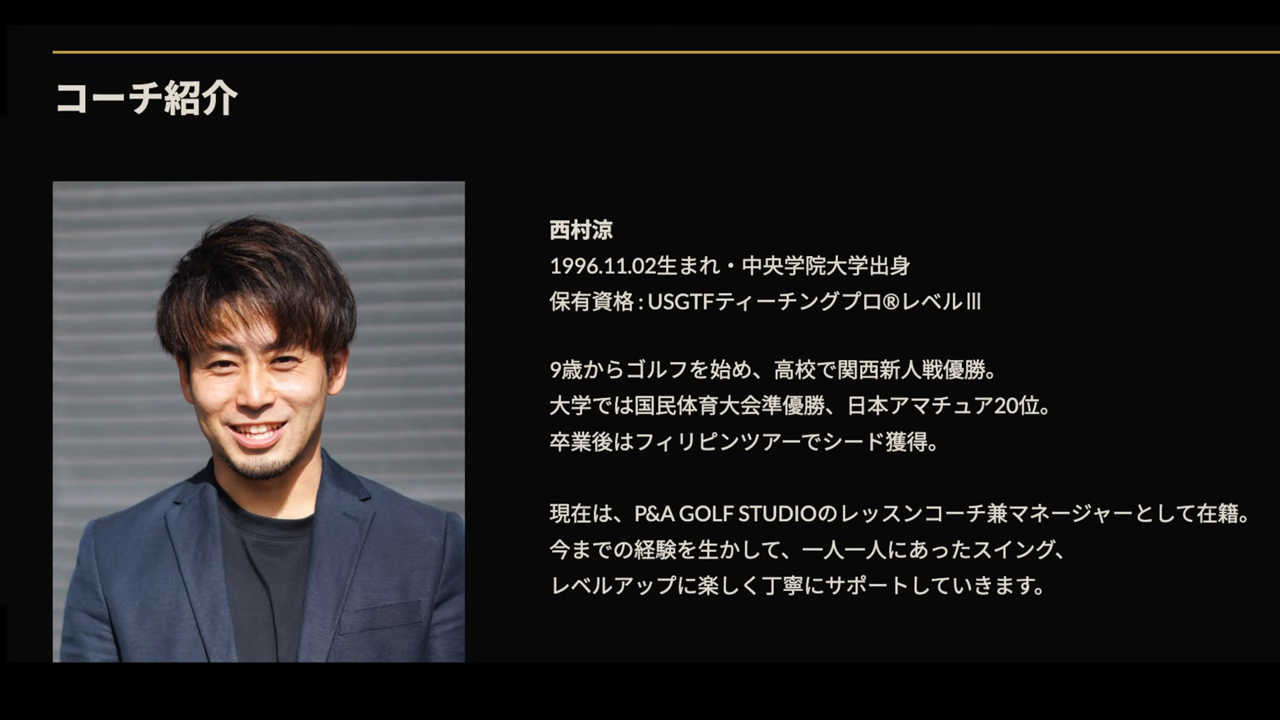 コーチ紹介
西村涼
1996.11.02生まれ・中央学院大学出身
保有資格 : USGTFティーチングプロ®レベルⅢ
9歳からゴルフを始め、高校で関西新人戦優勝。
大学では国民体育大会準優勝、日本アマチュア20位。
卒業後はフィリピンツアーでシード獲得。
現在は、P&A GOLF STUDIOのレッスンコーチ兼マネージャーとして在籍。
今までの経験を生かして、一人一人にあったスイング、
レベルアップに楽しく丁寧にサポートしていきます。